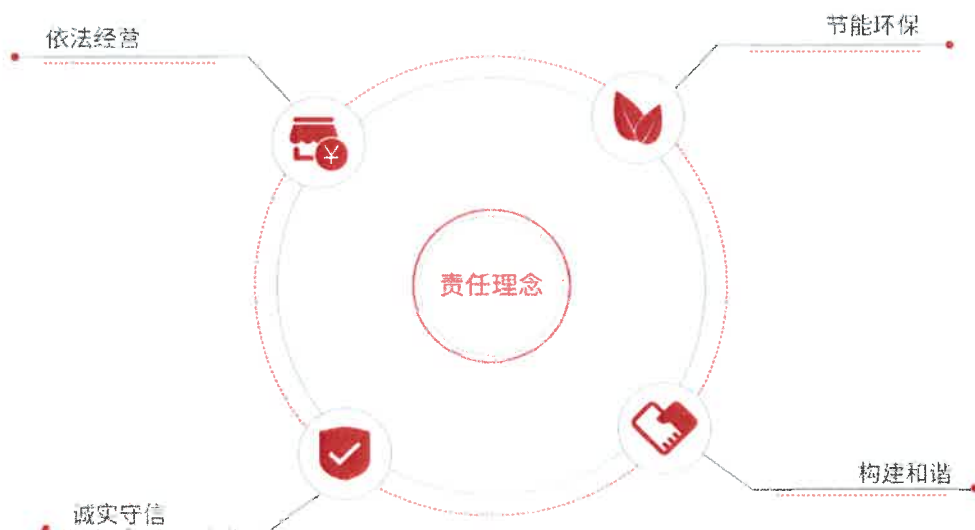 依法经营
节能环保
责任理念
构建和谐
诚实守信